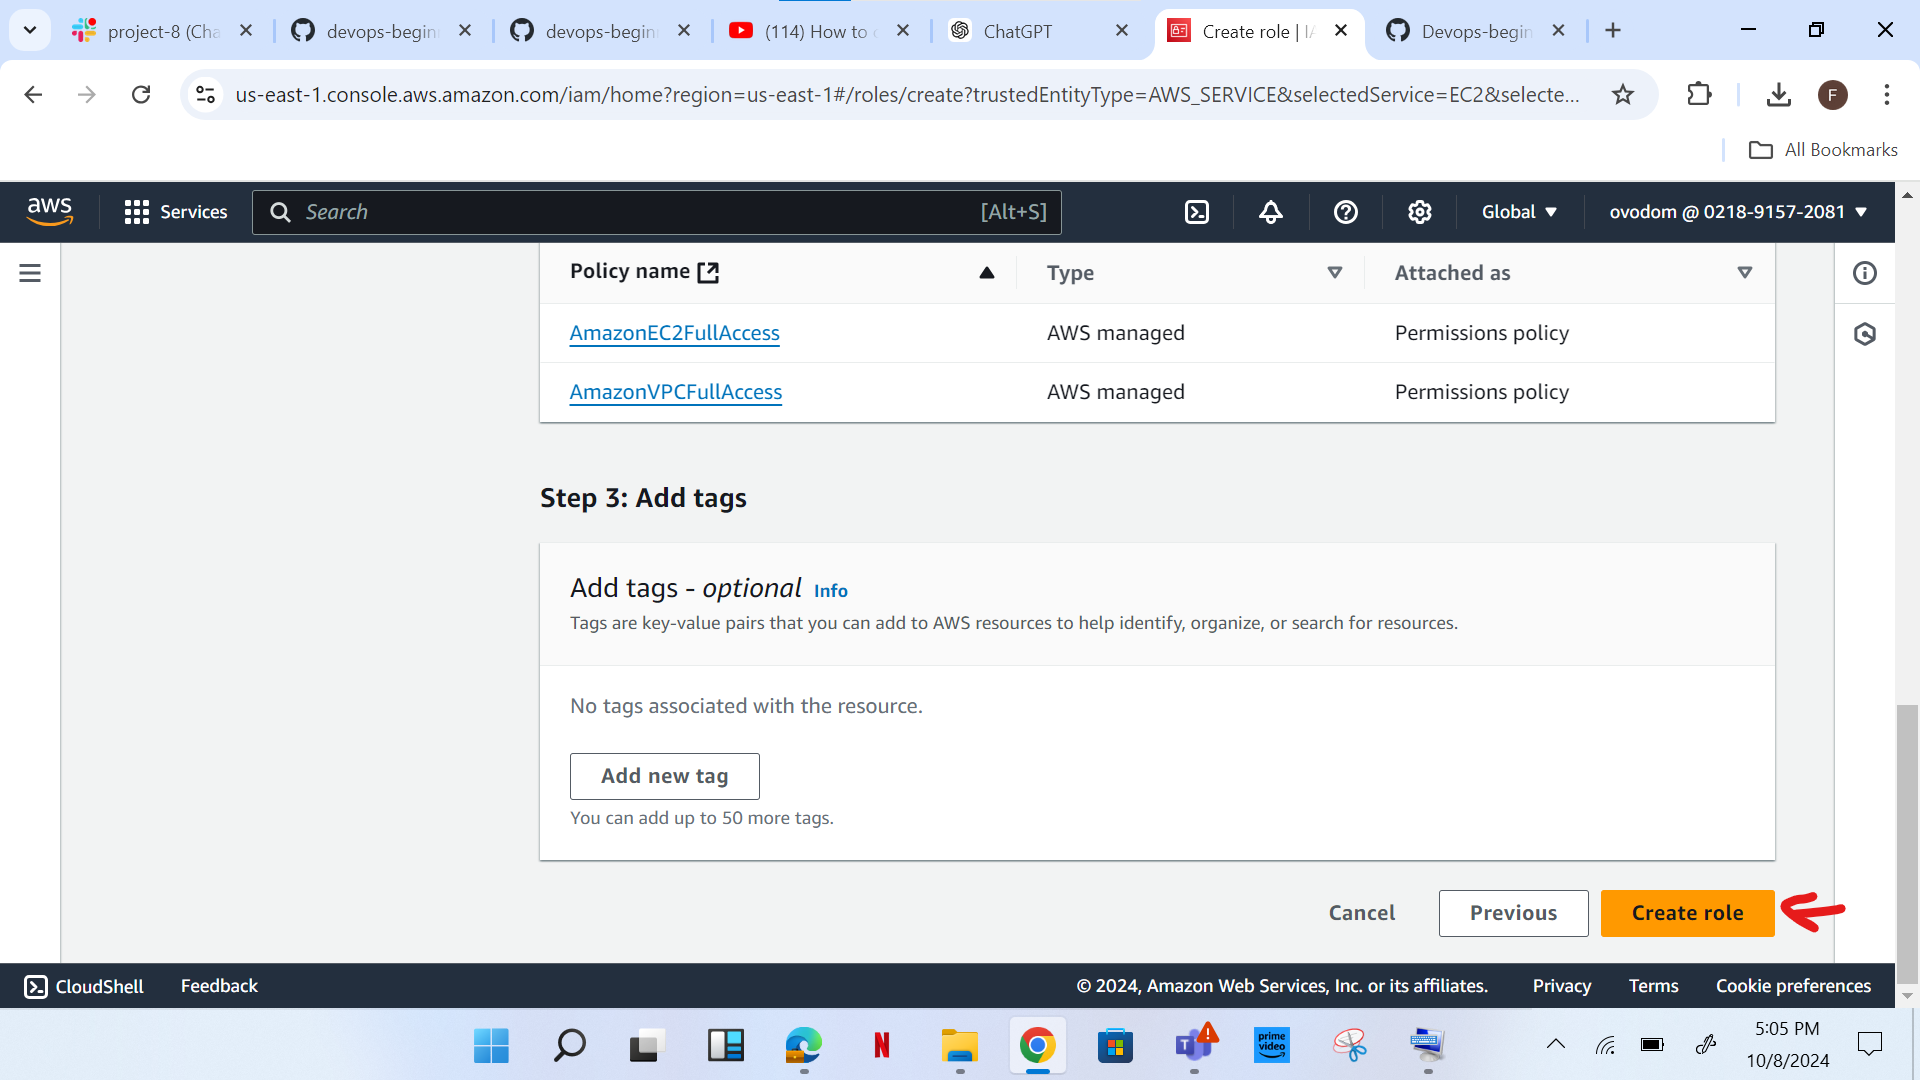 project-8 (Cha
devops-begin
devops-begin
(114) How to c
ChatGPT
Create role | IA
Devops-begin
us-east-1.console.aws.amazon.com/iam/home?region=us-east-1#/roles/create?trustedEntityType=AWS_SERVICE&selectedService=EC2&selecte...
F
All Bookmarks
aws
Services
Search
[Alt+S]
Global
ovodom @ 0218-9157-2081
Policy name
Type
Attached as
AmazonEC2FullAccess
AWS managed
Permissions policy
AmazonVPCFullAccess
AWS managed
Permissions policy
Step 3: Add tags
Add tags - optional Info
Tags are key-value pairs that you can add to AWS resources to help identify, organize, or search for resources.
No tags associated with the resource.
Add new tag
You can add up to 50 more tags.
Cancel
Previous
Create role
CloudShell
Feedback
© 2024, Amazon Web Services, Inc. or its affiliates.
Privacy
Terms
Cookie preferences
N
T
prime video
5:05 PM
10/8/2024